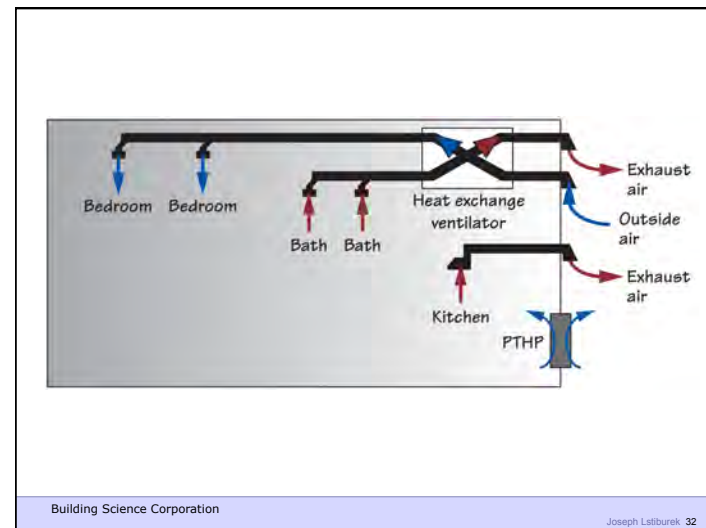 Bedroom Bedroom
Bath Bath
Heat exchange
ventilator
Exhaust
air
Outside
air
Kitchen
Exhaust
air
PTHP
Building Science Corporation
Joseph Lstiburek 32